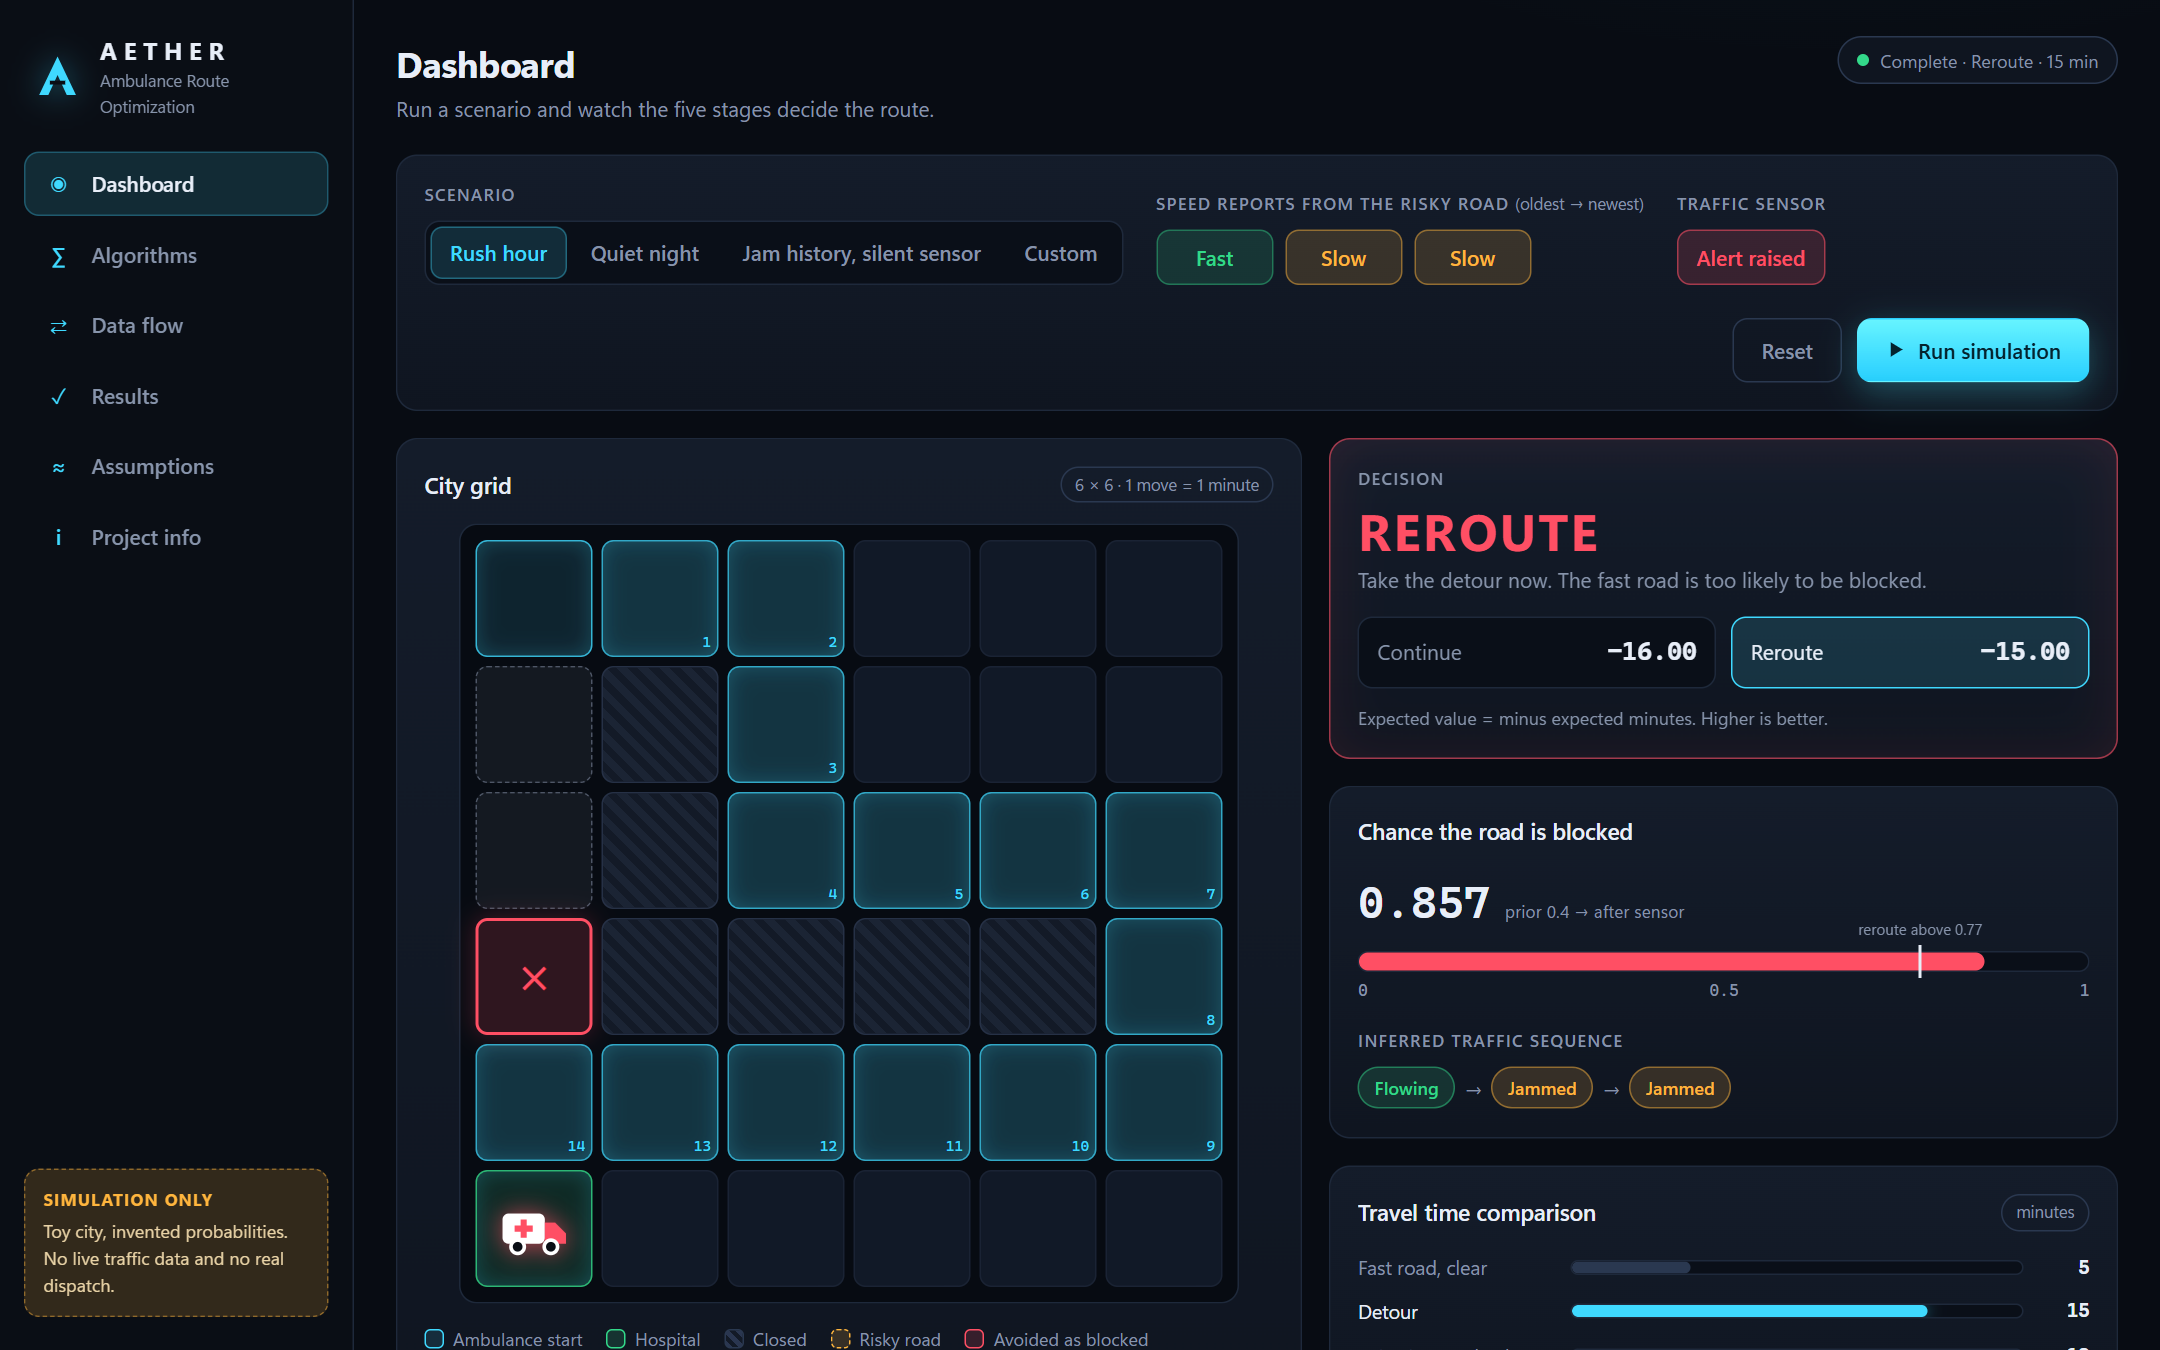 AETHER
Ambulance Route
Optimization
Dashboard
Algorithms
Data flow
Results
Assumptions
i Project info
SIMULATION ONLY
Toy city, invented probabilities.
No live traffic data and no real
dispatch.
Dashboard
Run a scenario and watch the five stages decide the route.
Complete · Reroute · 15 min
SCENARIO
Rush hour
Quiet night
Jam history, silent sensor
Custom
SPEED REPORTS FROM THE RISKY ROAD (oldest → newest)
Fast
Slow
Slow
TRAFFIC SENSOR
Alert raised
Reset
Run simulation
City grid
6 × 6 · 1 move = 1 minute
1 2
3
4 5 6 7
×
8
14 13 12 11 10 9
Ambulance start
Hospital
Closed
Risky road
Avoided as blocked
DECISION
REROUTE
Take the detour now. The fast road is too likely to be blocked.
Continue −16.00
Reroute −15.00
Expected value = minus expected minutes. Higher is better.
Chance the road is blocked
0.857 prior 0.4 → after sensor
reroute above 0.77
0 0.5 1
INFERRED TRAFFIC SEQUENCE
Flowing → Jammed → Jammed
Travel time comparison
minutes
Fast road, clear 5
Detour 15